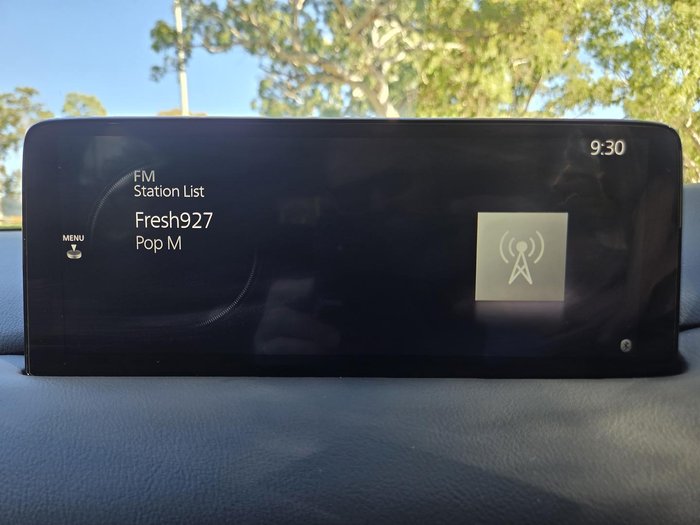 9:30
FM
Station List
Fresh927
Pop M
MENU